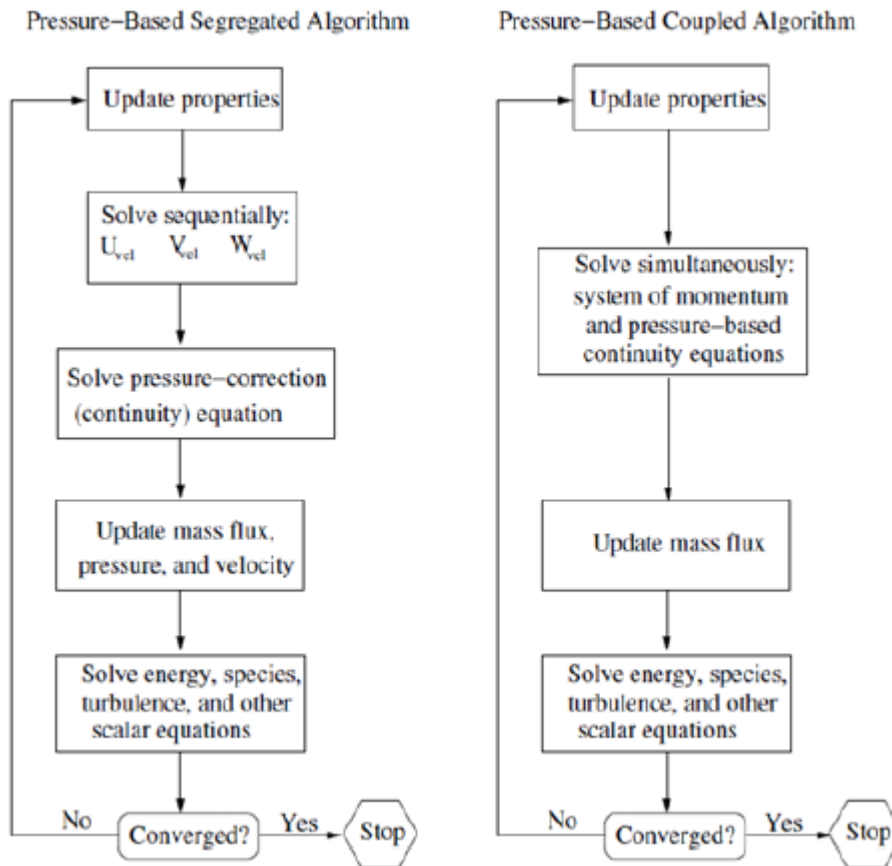 Pressure−Based Segregated Algorithm
Update properties
Solve sequentially:
Uvel Vvel Wvel
Solve pressure−correction
(continuity) equation
Update mass flux,
pressure, and velocity
Solve energy, species,
turbulence, and other
scalar equations
No
Converged?
Yes
Stop
Pressure−Based Coupled Algorithm
Update properties
Solve simultaneously:
system of momentum
and pressure−based
continuity equations
Update mass flux
Solve energy, species,
turbulence, and other
scalar equations
No
Converged?
Yes
Stop